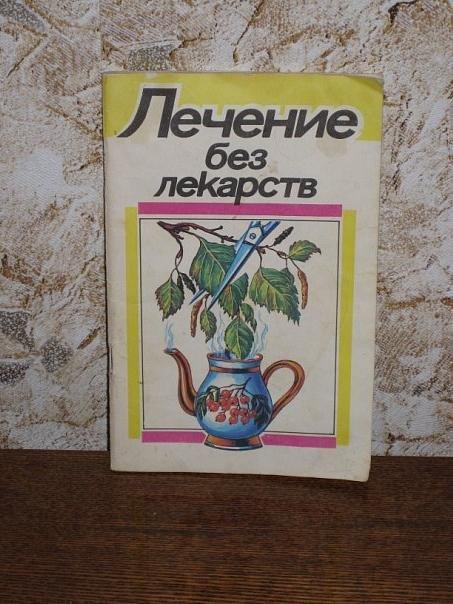 Лечение
без
лекарств